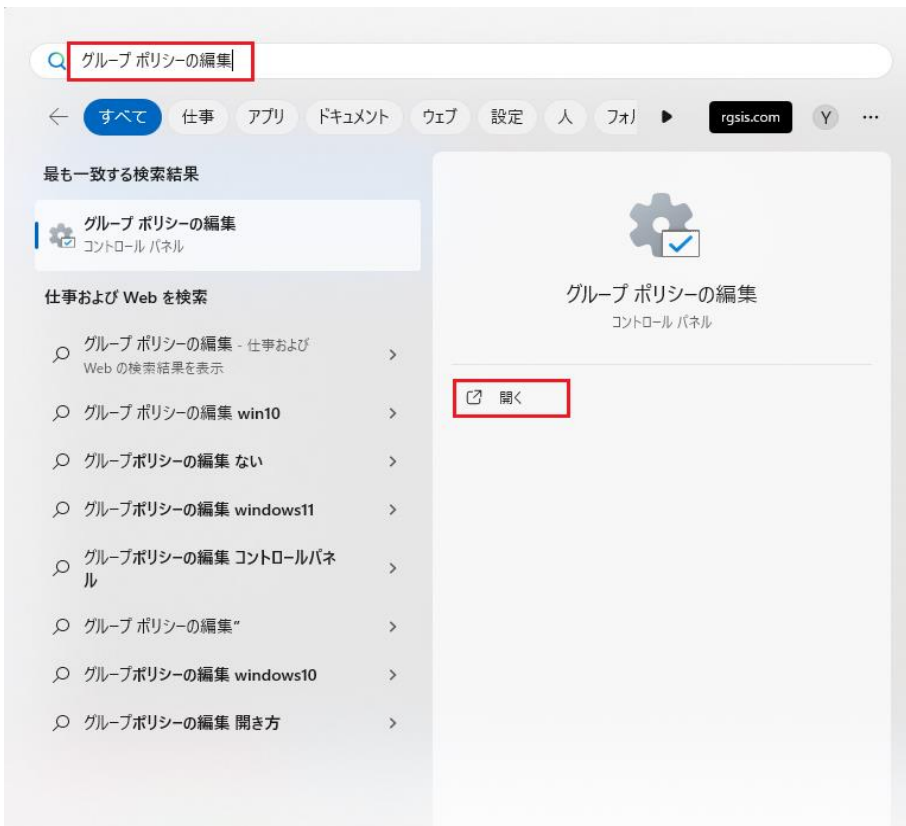 グループ ポリシーの編集
すべて 仕事 アプリ ドキュメント ウェブ 設定 人 フォル rgsis.com Y ...
最も一致する検索結果
グループ ポリシーの編集
コントロール パネル
仕事および Web を検索
グループ ポリシーの編集 - 仕事および
Web の検索結果を表示
グループ ポリシーの編集 win10
グループポリシーの編集 ない
グループポリシーの編集 windows11
グループポリシーの編集 コントロールパネ
ル
グループ ポリシーの編集"
グループポリシーの編集 windows10
グループポリシーの編集 開き方
グループ ポリシーの編集
コントロール パネル
開く